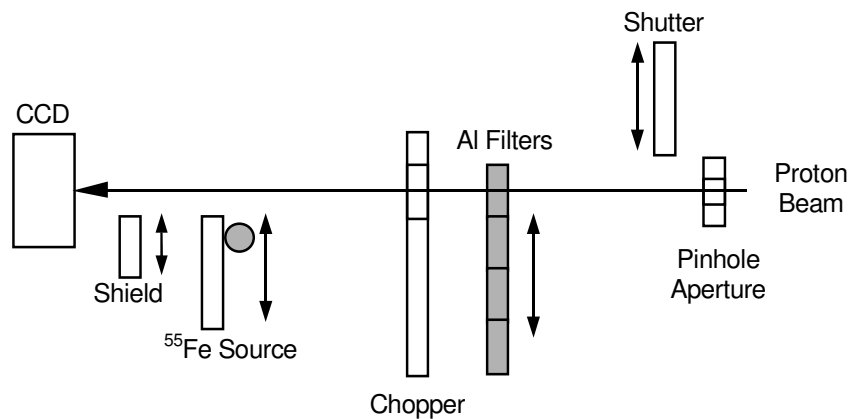 Shutter
CCD
Al Filters
Proton
Beam
Pinhole
Aperture
Shield
⁵⁵Fe Source
Chopper